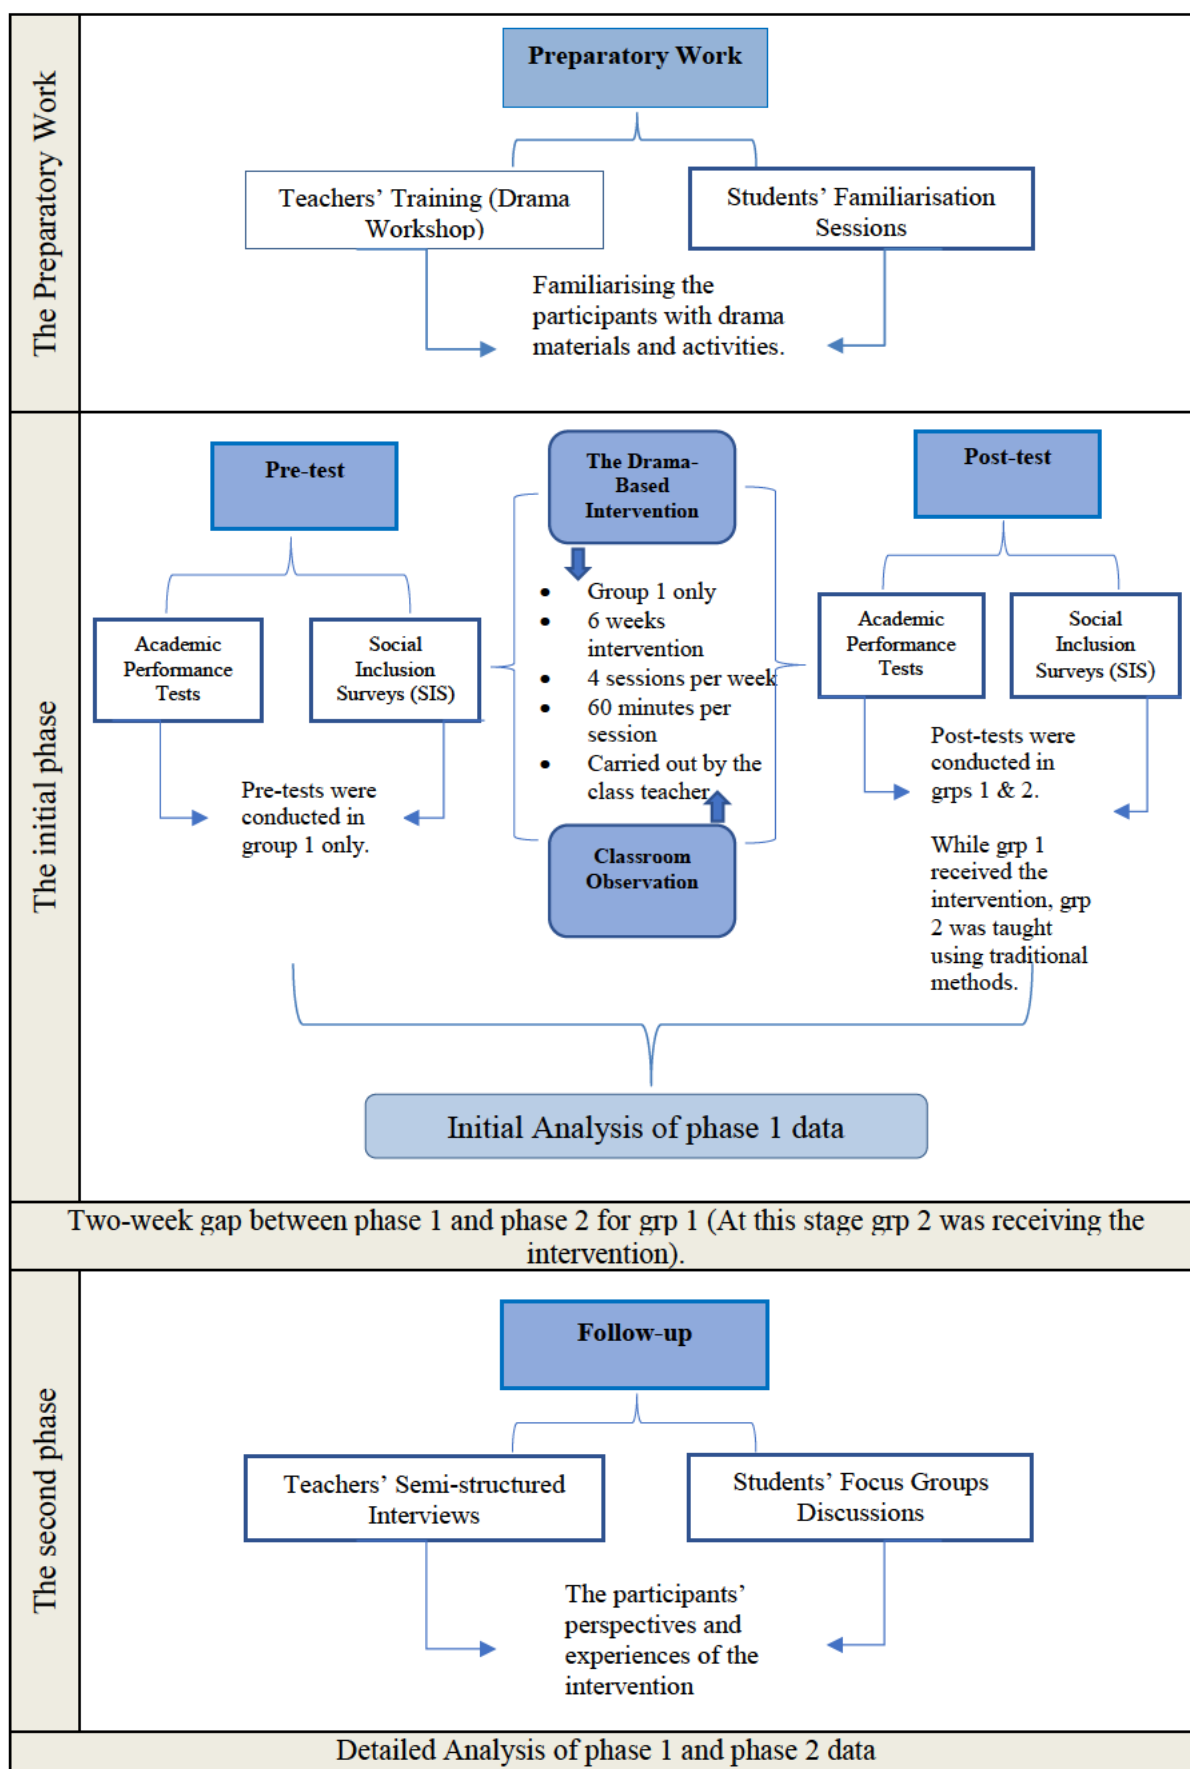 The Preparatory Work
Preparatory Work
Teachers’ Training (Drama
Workshop)
Students’ Familiarisation
Sessions
Familiarising the
participants with drama
materials and activities.
The initial phase
Pre-test
Academic
Performance
Tests
Social
Inclusion
Surveys (SIS)
Pre-tests were
conducted in
group 1 only.
The Drama-
Based
Intervention
• Group 1 only
• 6 weeks
intervention
• 4 sessions per week
• 60 minutes per
session
• Carried out by the
class teacher
Classroom
Observation
Post-test
Academic
Performance
Tests
Social
Inclusion
Surveys (SIS)
Post-tests were
conducted in
grps 1 & 2.
While grp 1
received the
intervention, grp
2 was taught
using traditional
methods.
Initial Analysis of phase 1 data
Two-week gap between phase 1 and phase 2 for grp 1 (At this stage grp 2 was receiving the
intervention).
The second phase
Follow-up
Teachers’ Semi-structured
Interviews
Students’ Focus Groups
Discussions
The participants’
perspectives and
experiences of the
intervention
Detailed Analysis of phase 1 and phase 2 data